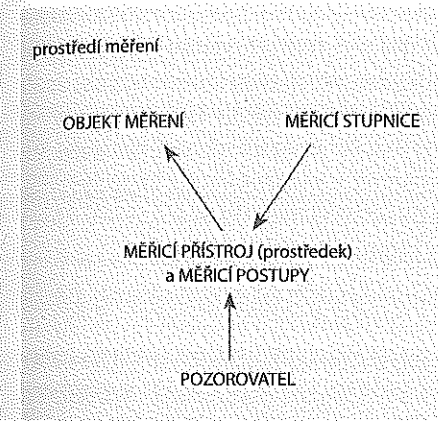 prostředí měření
OBJEKT MĚŘENÍ
MĚŘICÍ STUPNICE
MĚŘICÍ PŘÍSTROJ (prostředek)
a MĚŘICÍ POSTUPY
POZOROVATEL